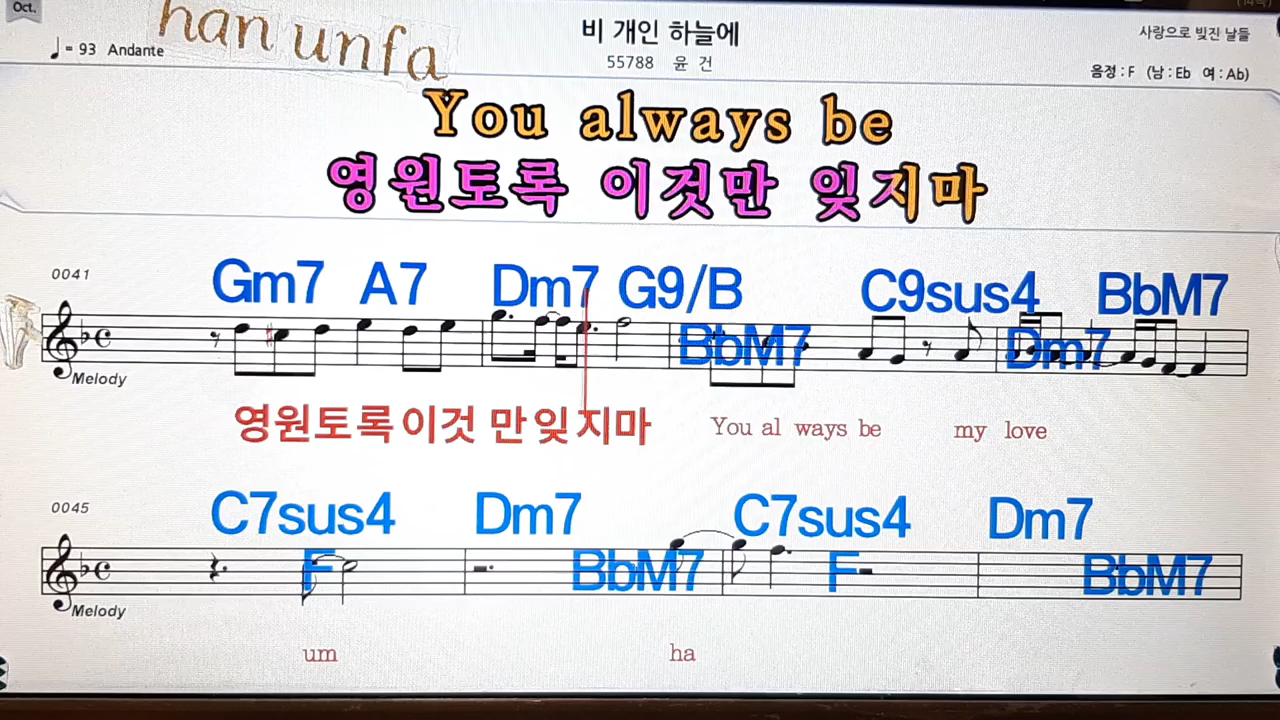 Oct.
han unfa
비 개인 하늘에
55788 윤 건
사랑으로 빚진 날들
♩= 93 Andante
음정 : F (남 : Eb 여 : Ab)
You always be
영원토록 이것만 잊지마
0041
Gm7 A7 Dm7 G9/B C9sus4 BbM7
BbM7 Dm7
Melody
영원토록이것 만잊지마 You al ways be my love
0045
C7sus4 Dm7 C7sus4 Dm7
F BbM7 F BbM7
Melody
um ha